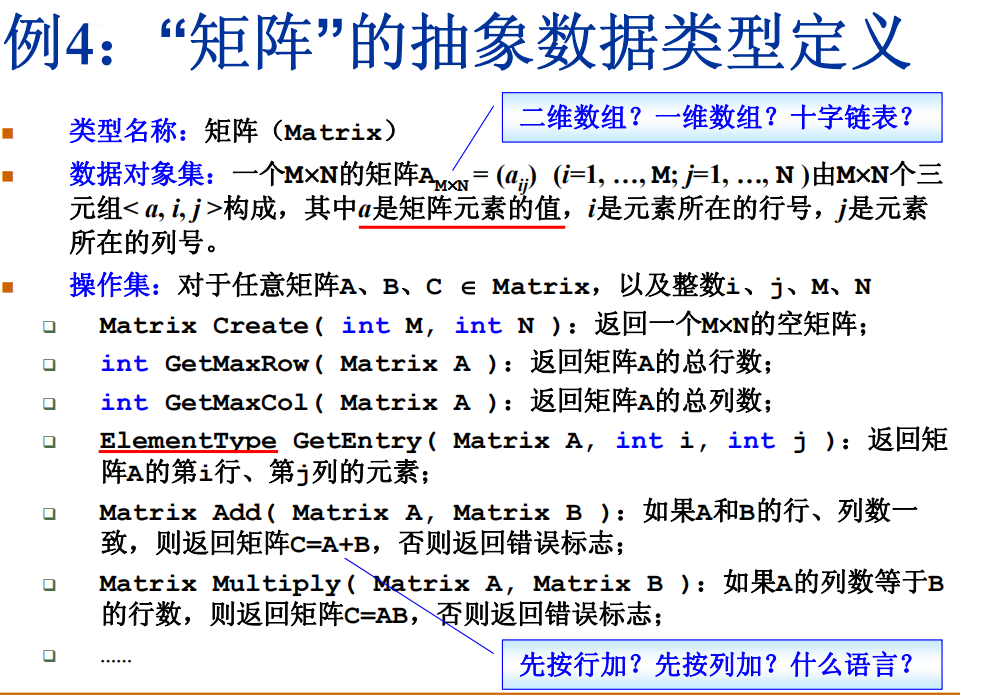 例4：“矩阵”的抽象数据类型定义
二维数组？一维数组？十字链表？
类型名称：矩阵（Matrix）
数据对象集：一个M×N的矩阵AM×N = (aij) (i=1, …, M; j=1, …, N )由M×N个三
元组< a, i, j >构成，其中a是矩阵元素的值，i是元素所在的行号，j是元素
所在的列号。
操作集：对于任意矩阵A、B、C ∈ Matrix，以及整数i、j、M、N
Matrix Create( int M, int N )：返回一个M×N的空矩阵；
int GetMaxRow( Matrix A )：返回矩阵A的总行数；
int GetMaxCol( Matrix A )：返回矩阵A的总列数；
ElementType GetEntry( Matrix A, int i, int j )：返回矩
阵A的第i行、第j列的元素；
Matrix Add( Matrix A, Matrix B )：如果A和B的行、列数一
致，则返回矩阵C=A+B，否则返回错误标志；
Matrix Multiply( Matrix A, Matrix B )：如果A的列数等于B
的行数，则返回矩阵C=AB，否则返回错误标志；
……
先按行加？先按列加？什么语言？